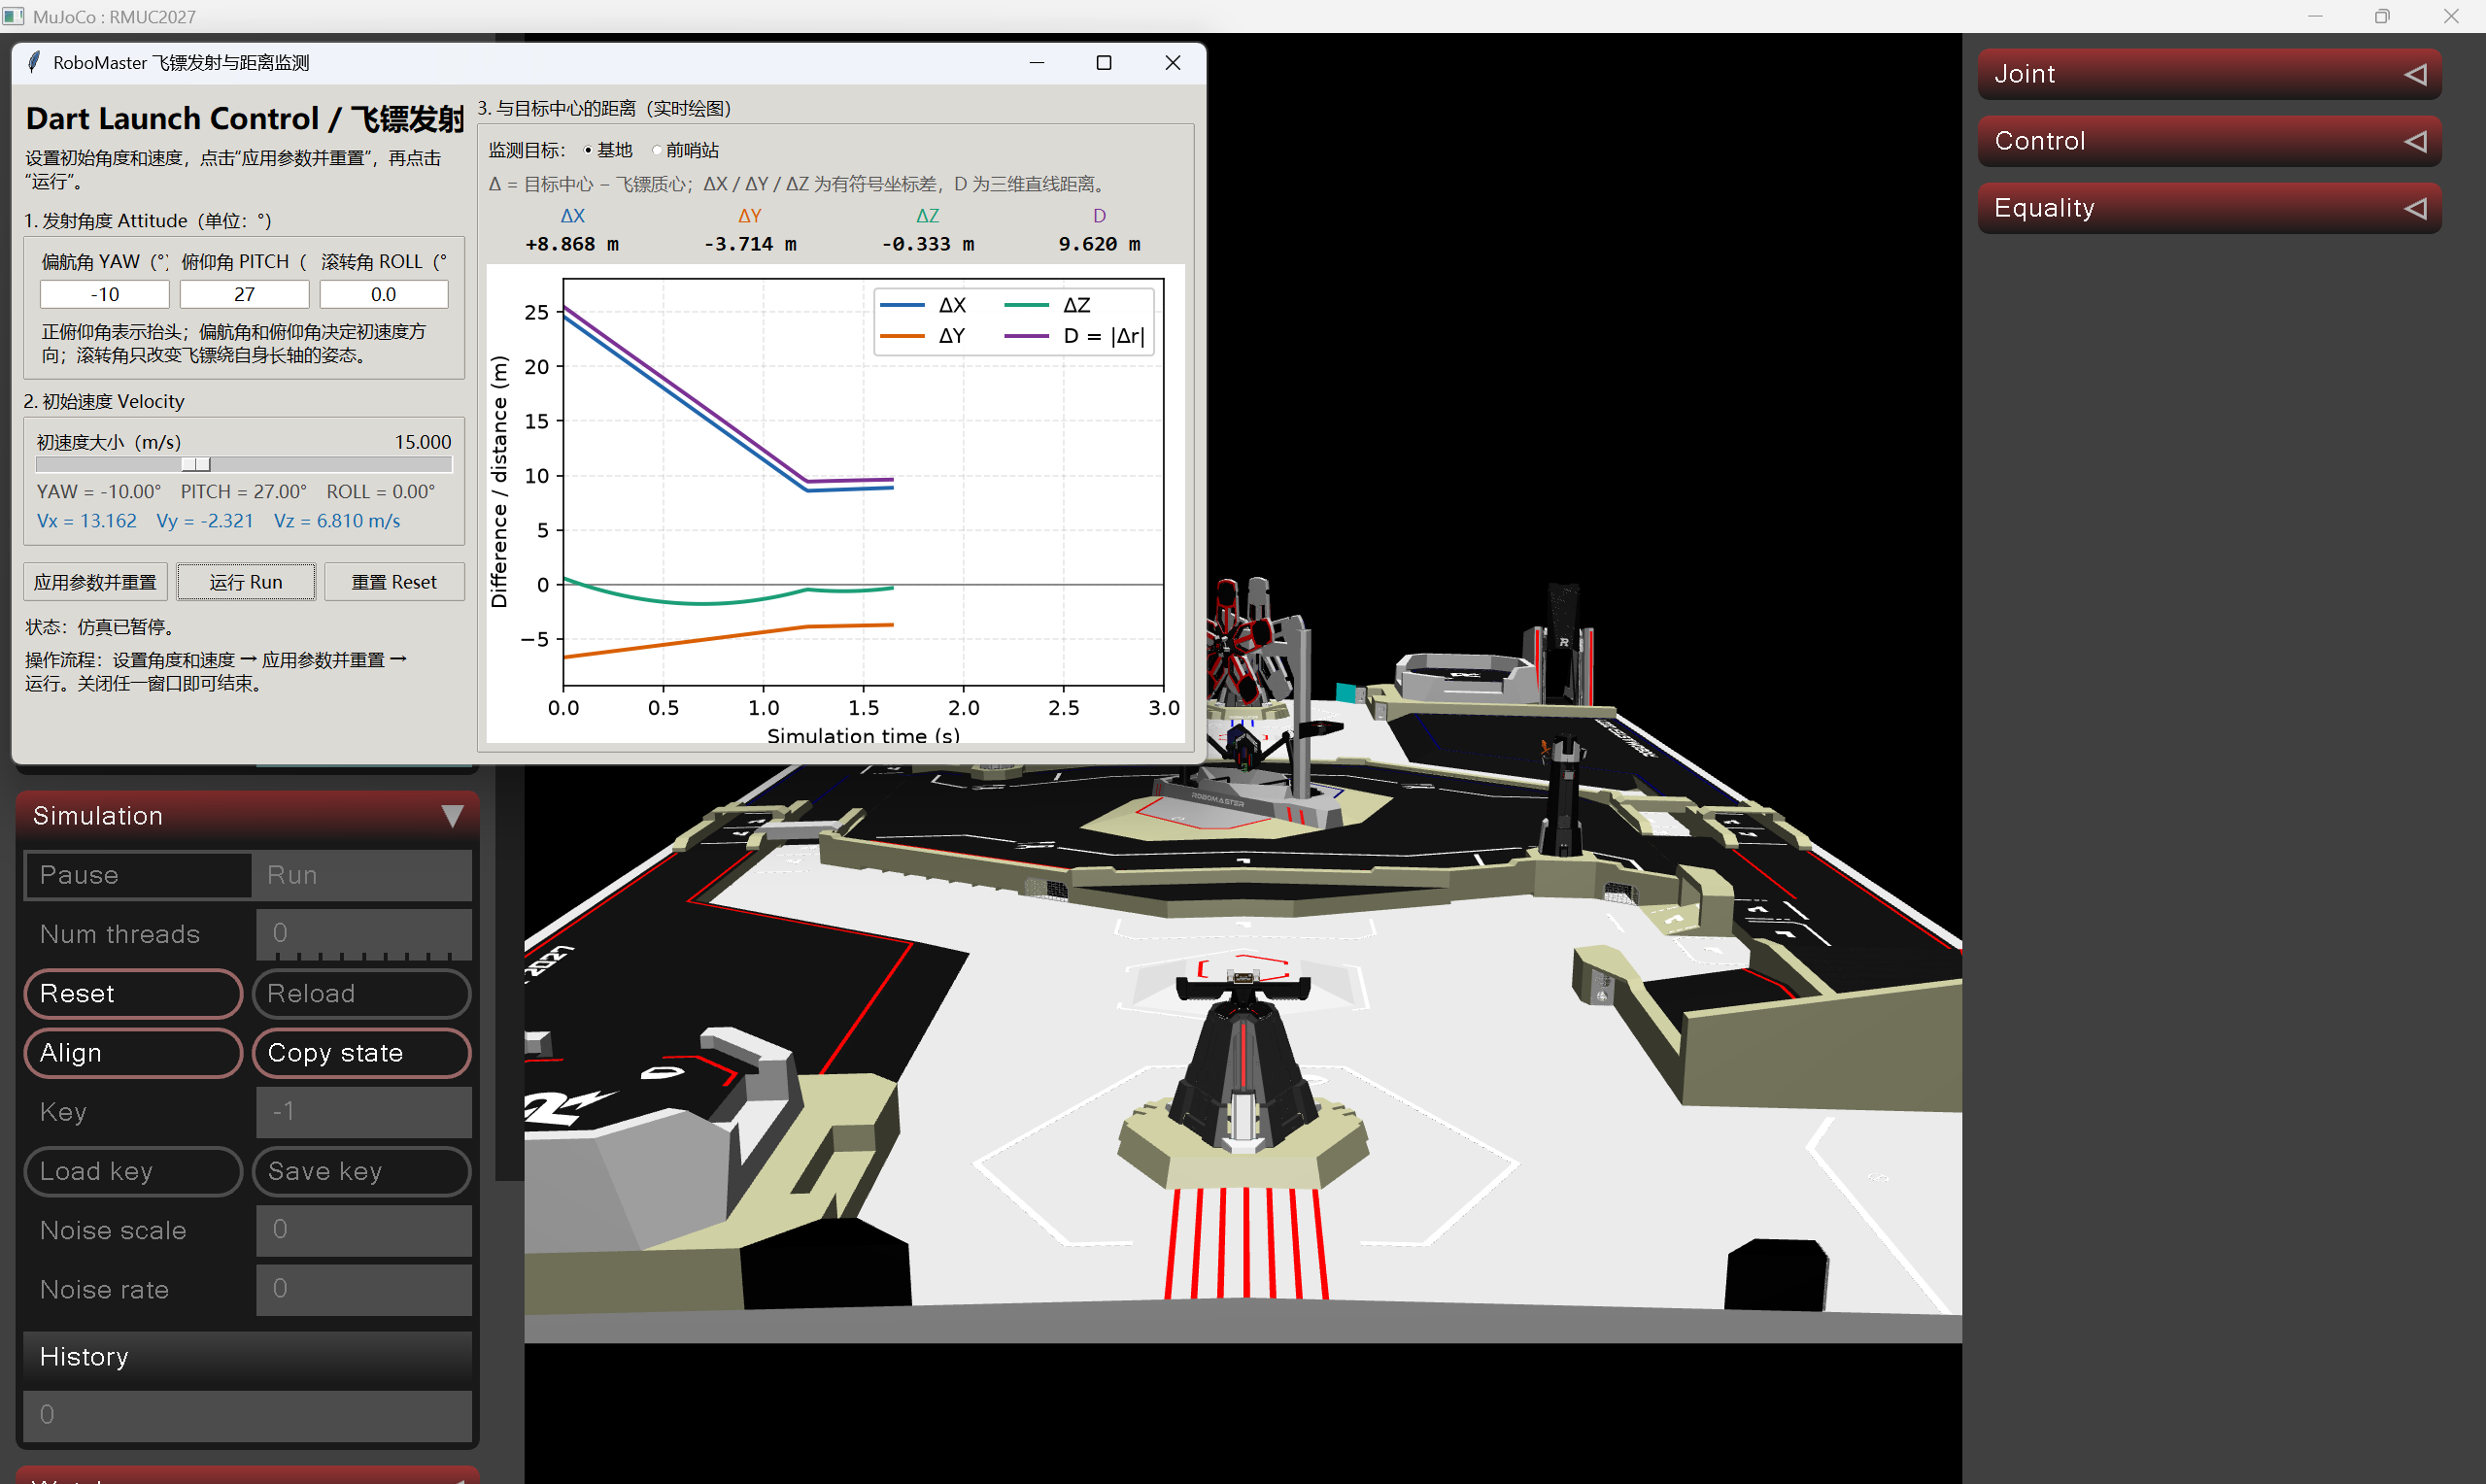 MuJoCo : RMUC2027
RoboMaster 飞镖发射与距离监测
Dart Launch Control / 飞镖发射
设置初始角度和速度，点击“应用参数并重置”，再点击
“运行”。
1. 发射角度 Attitude（单位：°）
偏航角 YAW（°） 俯仰角 PITCH（ 滚转角 ROLL（°
-10 27 0.0
正俯仰角表示抬头；偏航角和俯仰角决定初速度方
向；滚转角只改变飞镖绕自身长轴的姿态。
2. 初始速度 Velocity
初速度大小（m/s） 15.000
YAW = -10.00° PITCH = 27.00° ROLL = 0.00°
Vx = 13.162 Vy = -2.321 Vz = 6.810 m/s
应用参数并重置 运行 Run 重置 Reset
状态：仿真已暂停。
操作流程：设置角度和速度 → 应用参数并重置 →
运行。关闭任一窗口即可结束。
3. 与目标中心的距离（实时绘图）
监测目标： 基地 前哨站
Δ = 目标中心 − 飞镖质心；ΔX / ΔY / ΔZ 为有符号坐标差，D 为三维直线距离。
ΔX ΔY ΔZ D
+8.868 m -3.714 m -0.333 m 9.620 m
ΔX ΔZ
ΔY D = |Δr|
Difference / distance (m)
25
20
15
10
5
0
−5
0.0 0.5 1.0 1.5 2.0 2.5 3.0
Simulation time (s)
Simulation
Pause Run
Num threads 0
Reset Reload
Align Copy state
Key -1
Load key Save key
Noise scale 0
Noise rate 0
History
0
Joint
Control
Equality
ROBOMASTER
R